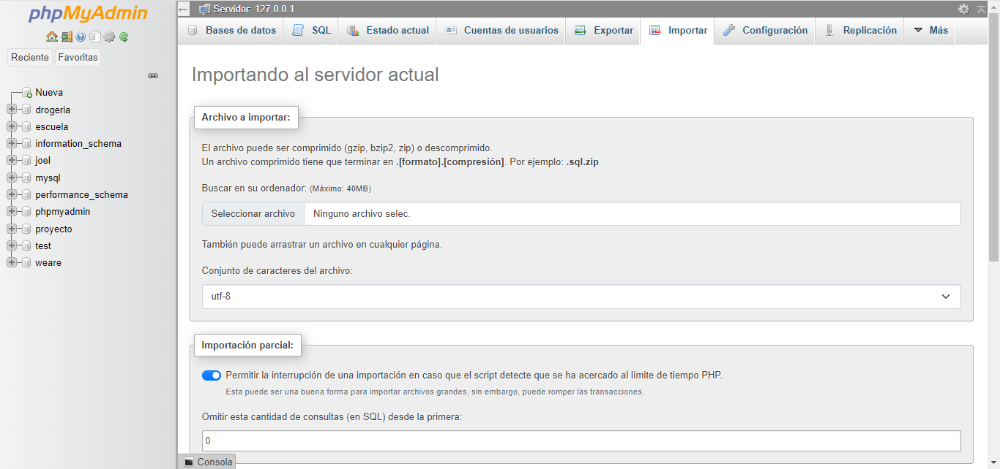 phpMyAdmin
Reciente
Favoritas
Nueva
drogeria
escuela
information_schema
joel
mysql
performance_schema
phpmyadmin
proyecto
test
weare
Servidor: 127.0.0.1
Bases de datos
SQL
Estado actual
Cuentas de usuarios
Exportar
Importar
Configuración
Replicación
Más
Importando al servidor actual
Archivo a importar:
El archivo puede ser comprimido (gzip, bzip2, zip) o descomprimido.
Un archivo comprimido tiene que terminar en .[formato].[compresión]. Por ejemplo: .sql.zip
Buscar en su ordenador: (Máximo: 40MB)
Seleccionar archivo Ninguno archivo selec.
También puede arrastrar un archivo en cualquier página.
Conjunto de caracteres del archivo:
utf-8
Importación parcial:
Permitir la interrupción de una importación en caso que el script detecte que se ha acercado al límite de tiempo PHP.
Esta puede ser una buena forma para importar archivos grandes, sin embargo, puede romper las transacciones.
Omitir esta cantidad de consultas (en SQL) desde la primera:
0
Consola